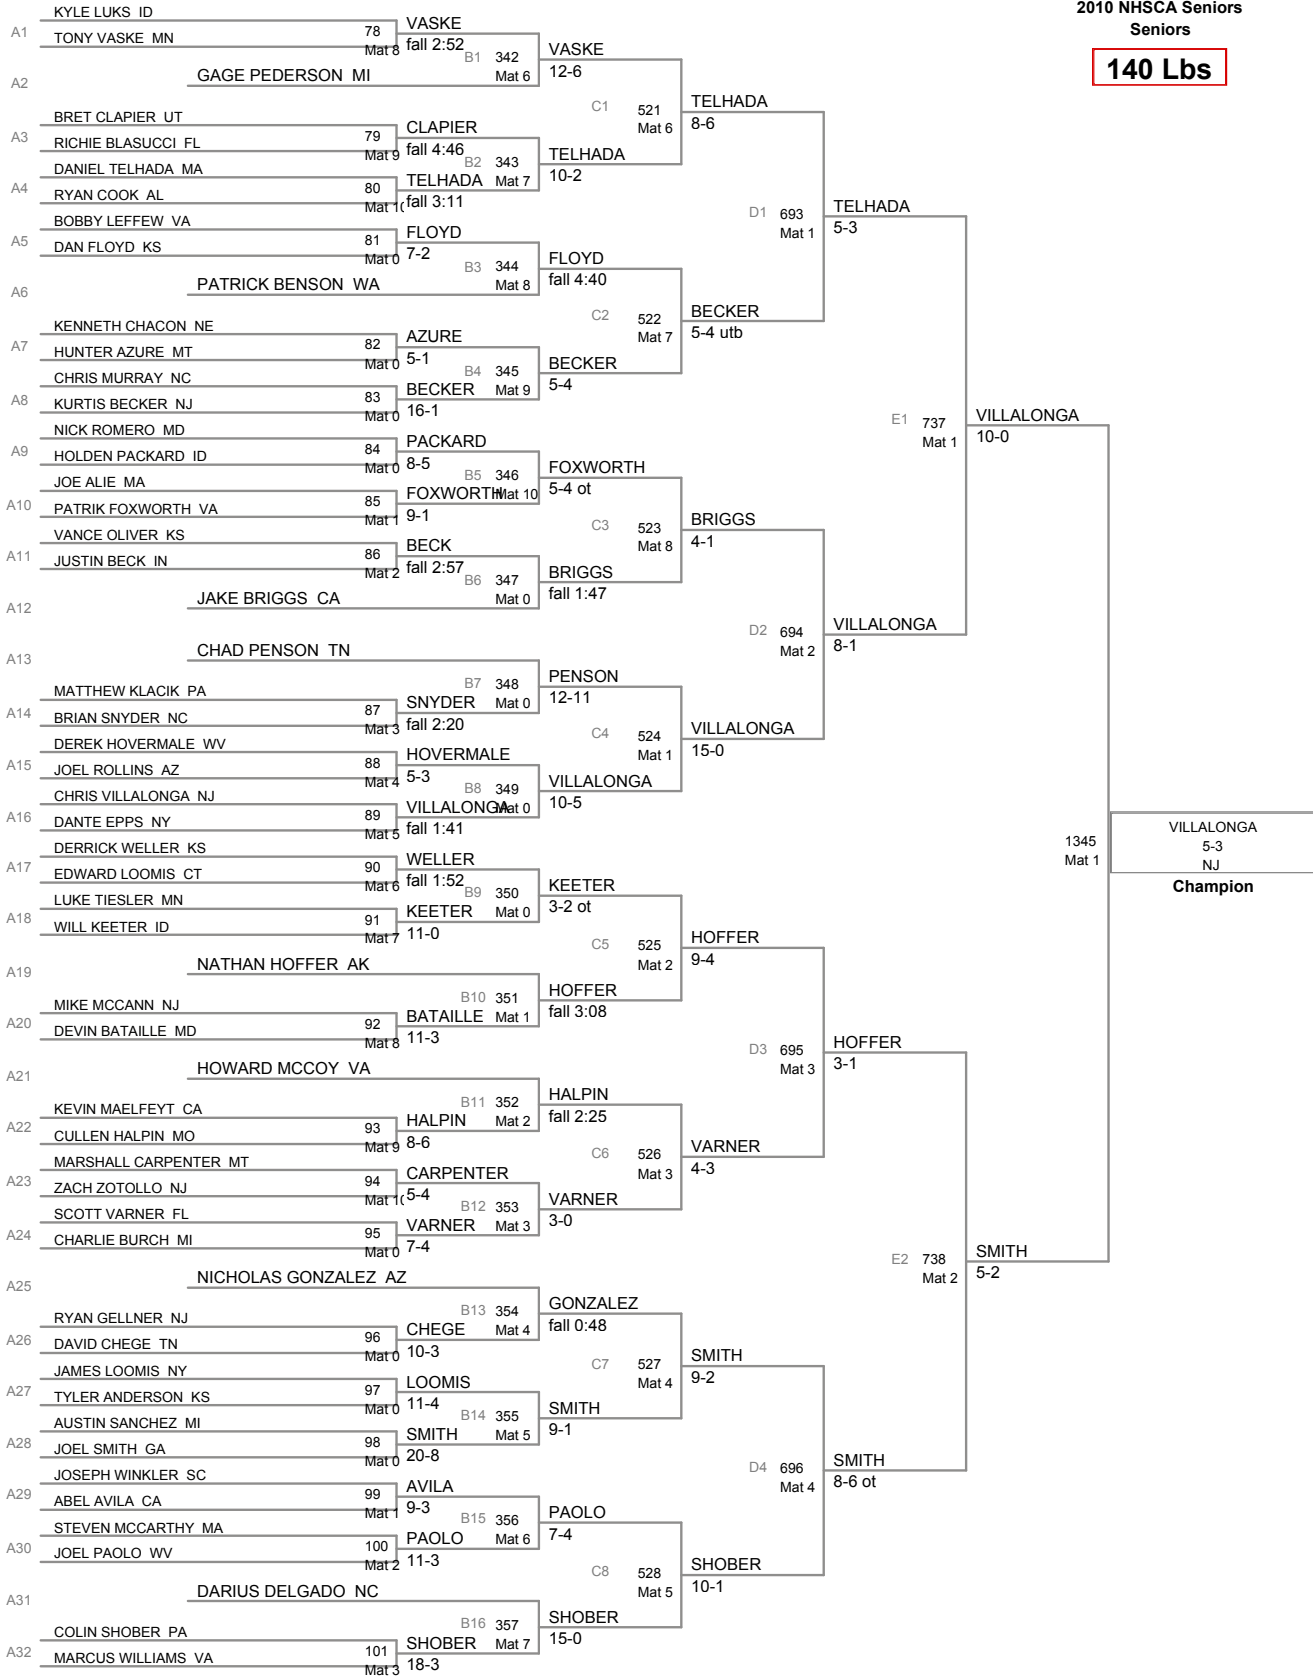 2010 NHSCA Seniors
Seniors
140 Lbs
KYLE LUKS ID
A1
TONY VASKE MN
78
Mat 8
VASKE
fall 2:52
B1 342
Mat 6
VASKE
12-6
A2
GAGE PEDERSON MI
C1 521
Mat 6
TELHADA
8-6
BRET CLAPIER UT
A3
RICHIE BLASUCCI FL
79
Mat 9
CLAPIER
fall 4:46
B2 343
Mat 7
TELHADA
10-2
DANIEL TELHADA MA
A4
RYAN COOK AL
80
Mat 10
TELHADA
fall 3:11
D1 693
Mat 1
TELHADA
5-3
BOBBY LEFFEW VA
A5
DAN FLOYD KS
81
Mat 0
FLOYD
7-2
B3 344
Mat 8
FLOYD
fall 4:40
A6
PATRICK BENSON WA
C2 522
Mat 7
BECKER
5-4 utb
KENNETH CHACON NE
A7
HUNTER AZURE MT
82
Mat 0
AZURE
5-1
B4 345
Mat 9
BECKER
5-4
CHRIS MURRAY NC
A8
KURTIS BECKER NJ
83
Mat 0
BECKER
16-1
E1 737
Mat 1
VILLALONGA
10-0
NICK ROMERO MD
A9
HOLDEN PACKARD ID
84
Mat 0
PACKARD
8-5
B5 346
Mat 10
FOXWORTH
5-4 ot
JOE ALIE MA
A10
PATRIK FOXWORTH VA
85
Mat 1
FOXWORTH
9-1
C3 523
Mat 8
BRIGGS
4-1
VANCE OLIVER KS
A11
JUSTIN BECK IN
86
Mat 2
BECK
fall 2:57
B6 347
Mat 0
BRIGGS
fall 1:47
A12
JAKE BRIGGS CA
D2 694
Mat 2
VILLALONGA
8-1
A13
CHAD PENSON TN
B7 348
Mat 0
PENSON
12-11
MATTHEW KLACIK PA
A14
BRIAN SNYDER NC
87
Mat 3
SNYDER
fall 2:20
C4 524
Mat 1
VILLALONGA
15-0
DEREK HOVERMALE WV
A15
JOEL ROLLINS AZ
88
Mat 4
HOVERMALE
5-3
B8 349
Mat 0
VILLALONGA
10-5
CHRIS VILLALONGA NJ
A16
DANTE EPPS NY
89
Mat 5
VILLALONGA
fall 1:41
1345
Mat 1
VILLALONGA
5-3
NJ
Champion
DERRICK WELLER KS
A17
EDWARD LOOMIS CT
90
Mat 6
WELLER
fall 1:52
B9 350
Mat 0
KEETER
3-2 ot
LUKE TIESLER MN
A18
WILL KEETER ID
91
Mat 7
KEETER
11-0
C5 525
Mat 2
HOFFER
9-4
A19
NATHAN HOFFER AK
B10 351
Mat 1
HOFFER
fall 3:08
MIKE MCCANN NJ
A20
DEVIN BATAILLE MD
92
Mat 8
BATAILLE
11-3
D3 695
Mat 3
HOFFER
3-1
A21
HOWARD MCCOY VA
B11 352
Mat 2
HALPIN
fall 2:25
KEVIN MAELFEYT CA
A22
CULLEN HALPIN MO
93
Mat 9
HALPIN
8-6
C6 526
Mat 3
VARNER
4-3
MARSHALL CARPENTER MT
A23
ZACH ZOTOLLO NJ
94
Mat 10
CARPENTER
5-4
B12 353
Mat 3
VARNER
3-0
SCOTT VARNER FL
A24
CHARLIE BURCH MI
95
Mat 0
VARNER
7-4
E2 738
Mat 2
SMITH
5-2
A25
NICHOLAS GONZALEZ AZ
B13 354
Mat 4
GONZALEZ
fall 0:48
RYAN GELLNER NJ
A26
DAVID CHEGE TN
96
Mat 0
CHEGE
10-3
C7 527
Mat 4
SMITH
9-2
JAMES LOOMIS NY
A27
TYLER ANDERSON KS
97
Mat 0
LOOMIS
11-4
B14 355
Mat 5
SMITH
9-1
AUSTIN SANCHEZ MI
A28
JOEL SMITH GA
98
Mat 0
SMITH
20-8
D4 696
Mat 4
SMITH
8-6 ot
JOSEPH WINKLER SC
A29
ABEL AVILA CA
99
Mat 1
AVILA
9-3
B15 356
Mat 6
PAOLO
7-4
STEVEN MCCARTHY MA
A30
JOEL PAOLO WV
100
Mat 2
PAOLO
11-3
C8 528
Mat 5
SHOBER
10-1
A31
DARIUS DELGADO NC
B16 357
Mat 7
SHOBER
15-0
COLIN SHOBER PA
A32
MARCUS WILLIAMS VA
101
Mat 3
SHOBER
18-3